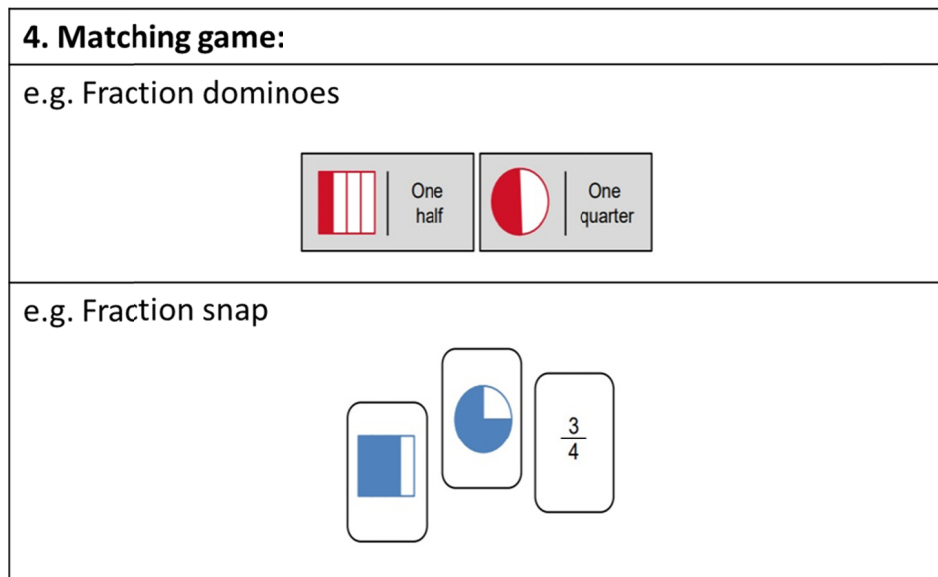 4. Matching game:
e.g. Fraction dominoes
One
half
One
quarter
e.g. Fraction snap
3
4